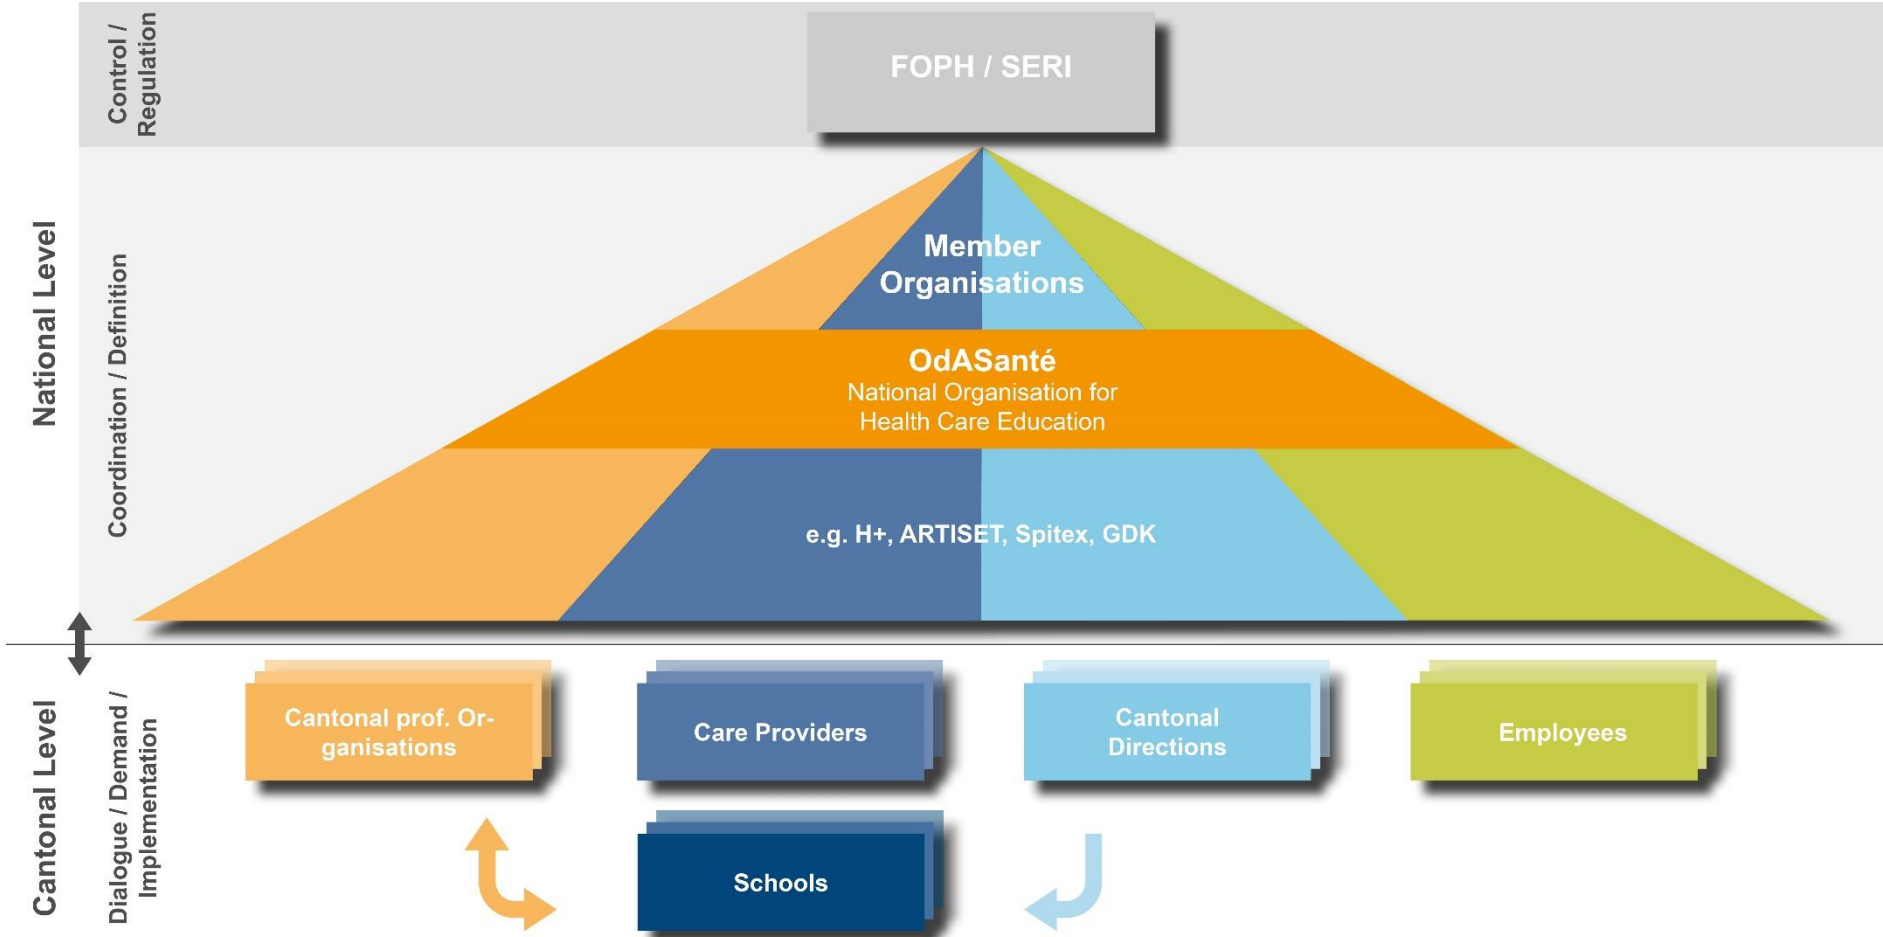 Control /
Regulation
FOPH / SERI
National Level
Coordination / Definition
Member
Organisations
OdASanté
National Organisation for
Health Care Education
e.g. H+, ARTISET, Spitex, GDK
Cantonal Level
Dialogue / Demand /
Implementation
Cantonal prof. Or-
ganisations
Care Providers
Cantonal
Directions
Employees
Schools